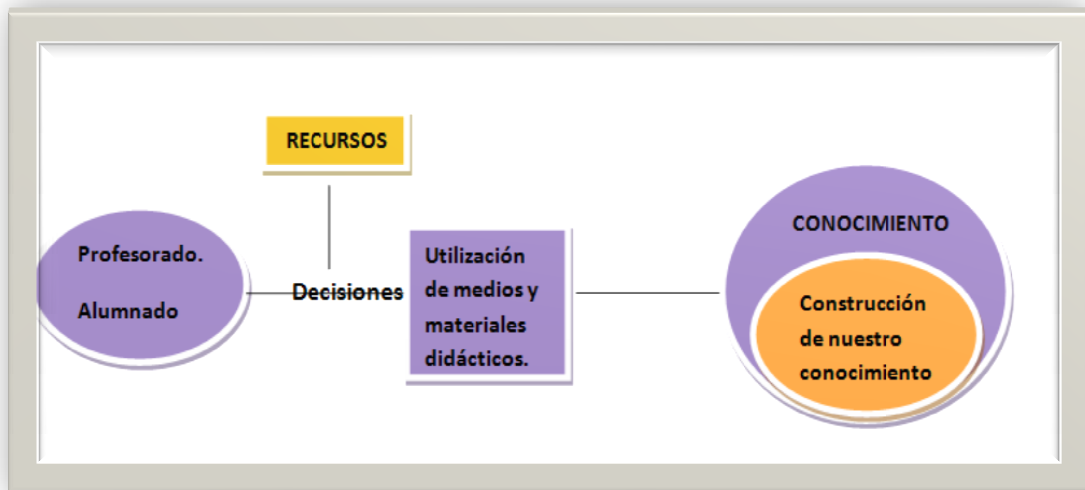 RECURSOS
Profesorado.
Alumnado
Decisiones
Utilización
de medios y
materiales
didácticos.
CONOCIMIENTO
Construcción
de nuestro
conocimiento